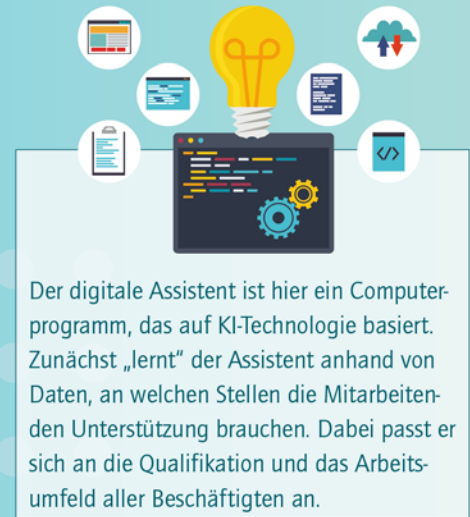 Der digitale Assistent ist hier ein Computer-
programm, das auf KI-Technologie basiert.
Zunächst „lernt“ der Assistent anhand von
Daten, an welchen Stellen die Mitarbeiten-
den Unterstützung brauchen. Dabei passt er
sich an die Qualifikation und das Arbeits-
umfeld aller Beschäftigten an.